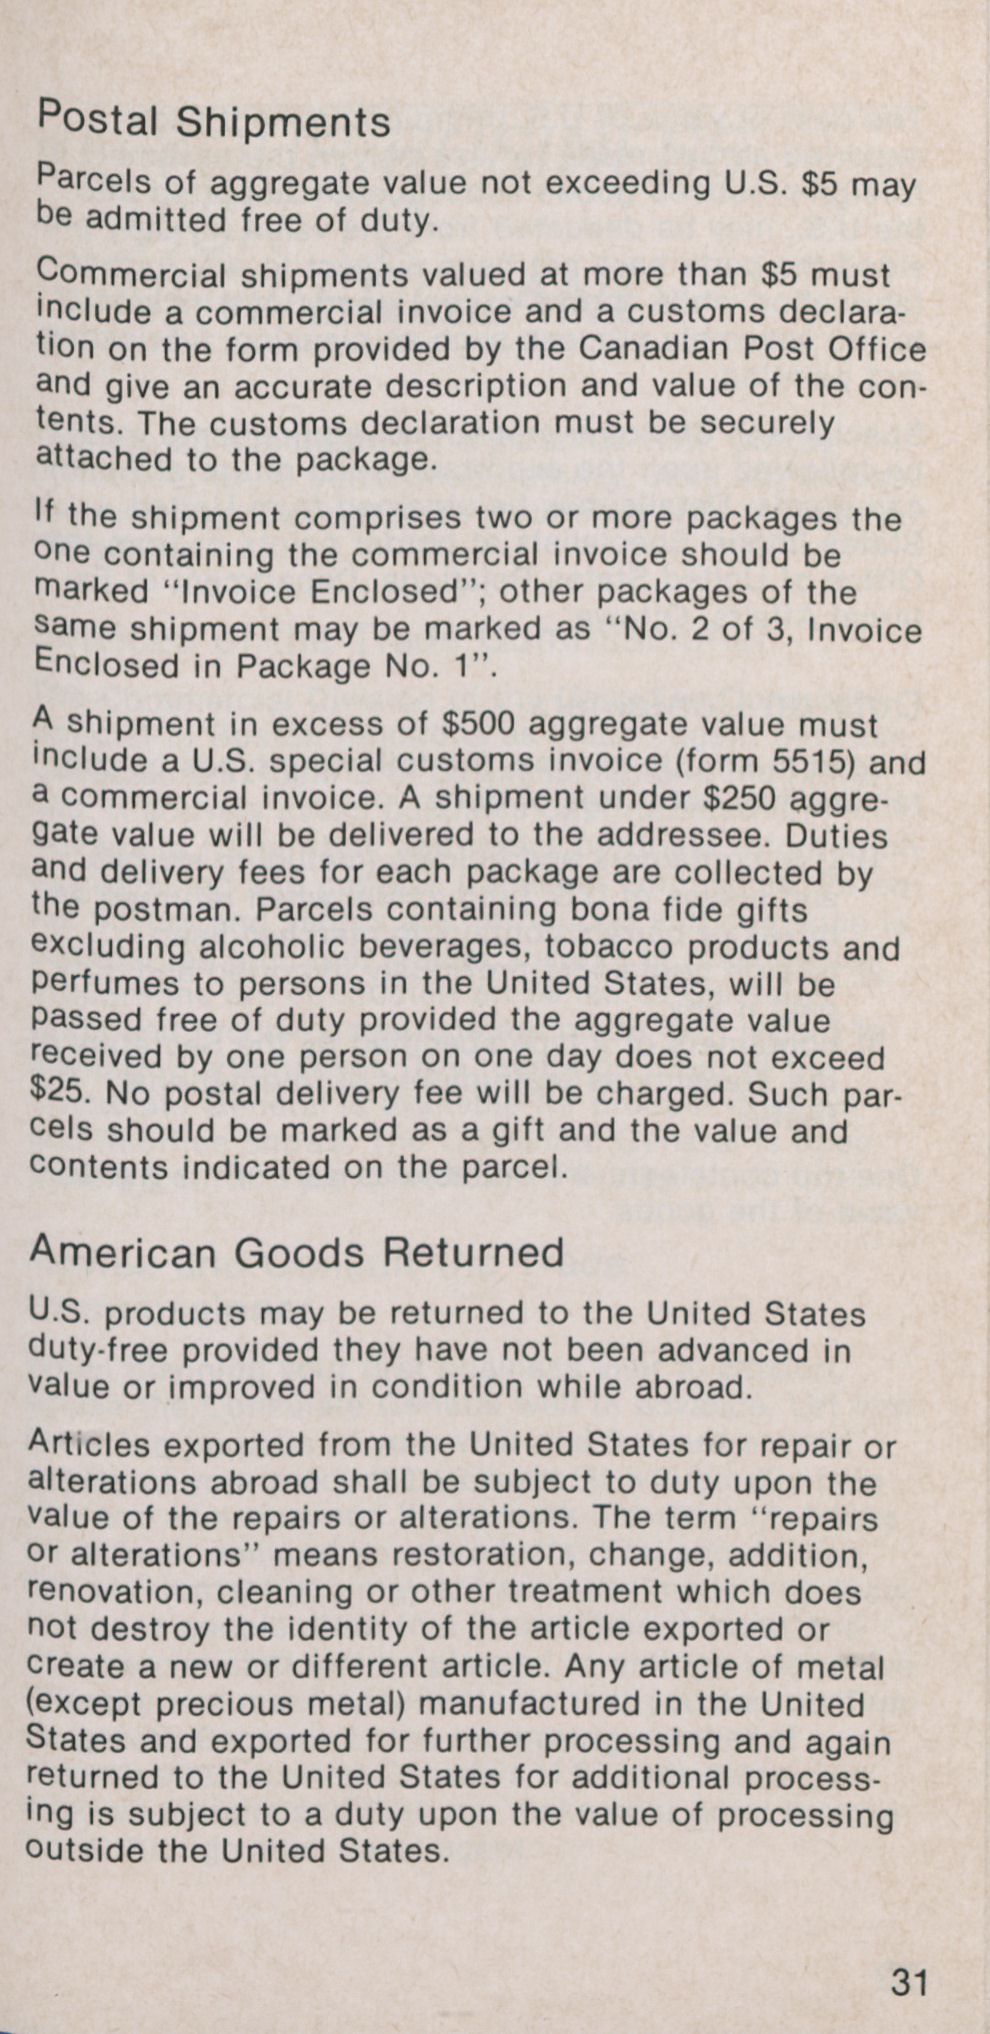 Postal Shipments
Parcels of aggregate value not exceeding U.S. $5 may
be admitted free of duty.
Commercial shipments valued at more than $5 must
include a commercial invoice and a customs declara-
tion on the form provided by the Canadian Post Office
and give an accurate description and value of the con-
tents. The customs declaration must be securely
attached to the package.
If the shipment comprises two or more packages the
one containing the commercial invoice should be
marked "Invoice Enclosed"; other packages of the
same shipment may be marked as "No. 2 of 3, Invoice
Enclosed in Package No. 1".
A shipment in excess of $500 aggregate value must
include a U.S. special customs invoice (form 5515) and
a commercial invoice. A shipment under $250 aggre-
gate value will be delivered to the addressee. Duties
and delivery fees for each package are collected by
the postman. Parcels containing bona fide gifts
excluding alcoholic beverages, tobacco products and
perfumes to persons in the United States, will be
passed free of duty provided the aggregate value
received by one person on one day does not exceed
$25. No postal delivery fee will be charged. Such par-
cels should be marked as a gift and the value and
contents indicated on the parcel.
American Goods Returned
U.S. products may be returned to the United States
duty-free provided they have not been advanced in
value or improved in condition while abroad.
Articles exported from the United States for repair or
alterations abroad shall be subject to duty upon the
value of the repairs or alterations. The term "repairs
or alterations" means restoration, change, addition,
renovation, cleaning or other treatment which does
not destroy the identity of the article exported or
create a new or different article. Any article of metal
(except precious metal) manufactured in the United
States and exported for further processing and again
returned to the United States for additional process-
ing is subject to a duty upon the value of processing
outside the United States.
31